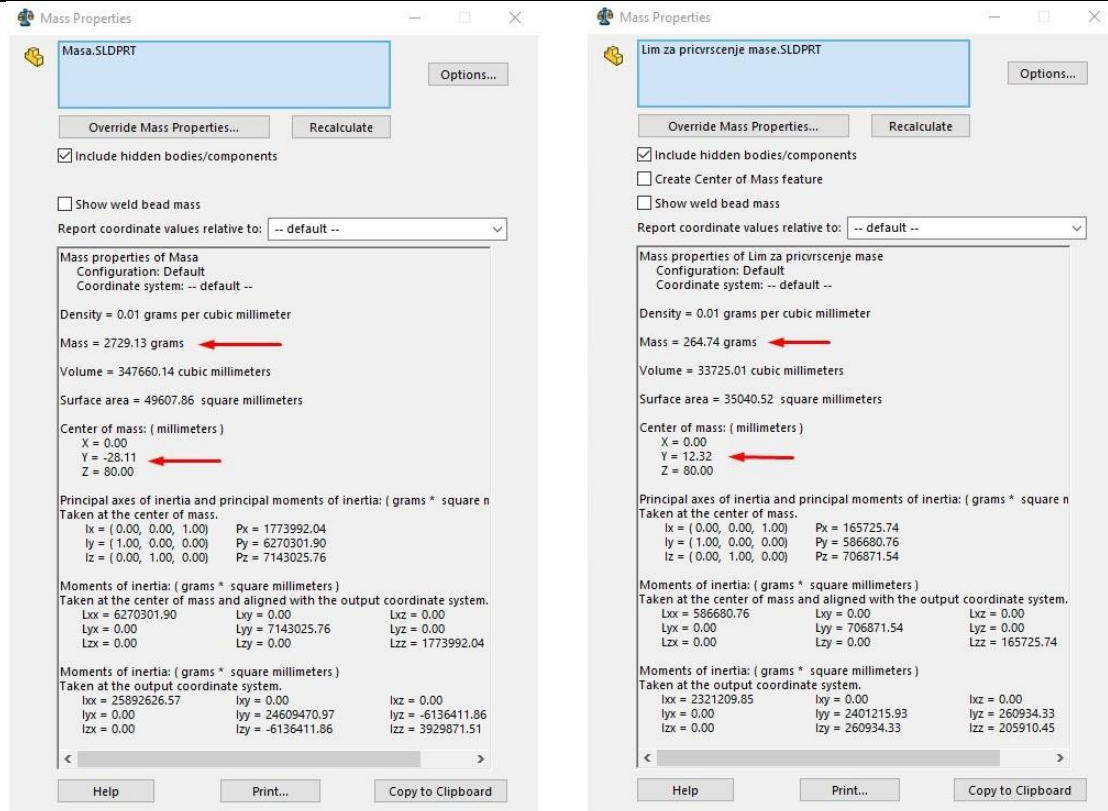 Mass Properties
Masa.SLDPRT
Options...
Override Mass Properties...
Recalculate
Include hidden bodies/components
Show weld bead mass
Report coordinate values relative to: -- default --
Mass properties of Masa
Configuration: Default
Coordinate system: -- default --
Density = 0.01 grams per cubic millimeter
Mass = 2729.13 grams
Volume = 347660.14 cubic millimeters
Surface area = 49607.86 square millimeters
Center of mass: ( millimeters )
X = 0.00
Y = -28.11
Z = 80.00
Principal axes of inertia and principal moments of inertia: ( grams * square m
Taken at the center of mass.
Ix = ( 0.00, 0.00, 1.00) Px = 1773992.04
Iy = ( 1.00, 0.00, 0.00) Py = 6270301.90
Iz = ( 0.00, 1.00, 0.00) Pz = 7143025.76
Moments of inertia: ( grams * square millimeters )
Taken at the center of mass and aligned with the output coordinate system.
Lxx = 6270301.90 Lxy = 0.00 Lxz = 0.00
Lyx = 0.00 Lyy = 7143025.76 Lyz = 0.00
Lzx = 0.00 Lzy = 0.00 Lzz = 1773992.04
Moments of inertia: ( grams * square millimeters )
Taken at the output coordinate system.
Ixx = 25892626.57 Ixy = 0.00 Ixz = 0.00
Iyx = 0.00 Iyy = 24609470.97 Iyz = -6136411.86
Izx = 0.00 Izy = -6136411.86 Izz = 3929871.51
Help Print... Copy to Clipboard
Mass Properties
Lim za pricvrscenje mase.SLDPRT
Options...
Override Mass Properties...
Recalculate
Include hidden bodies/components
Create Center of Mass feature
Show weld bead mass
Report coordinate values relative to: -- default --
Mass properties of Lim za pricvrscenje mase
Configuration: Default
Coordinate system: -- default --
Density = 0.01 grams per cubic millimeter
Mass = 264.74 grams
Volume = 33725.01 cubic millimeters
Surface area = 35040.52 square millimeters
Center of mass: ( millimeters )
X = 0.00
Y = 12.32
Z = 80.00
Principal axes of inertia and principal moments of inertia: ( grams * square n
Taken at the center of mass.
Ix = ( 0.00, 0.00, 1.00) Px = 165725.74
Iy = ( 1.00, 0.00, 0.00) Py = 586680.76
Iz = ( 0.00, 1.00, 0.00) Pz = 706871.54
Moments of inertia: ( grams * square millimeters )
Taken at the center of mass and aligned with the output coordinate system.
Lxx = 586680.76 Lxy = 0.00 Lxz = 0.00
Lyx = 0.00 Lyy = 706871.54 Lyz = 0.00
Lzx = 0.00 Lzy = 0.00 Lzz = 165725.74
Moments of inertia: ( grams * square millimeters )
Taken at the output coordinate system.
Ixx = 2321209.85 Ixy = 0.00 Ixz = 0.00
Iyx = 0.00 Iyy = 2401215.93 Iyz = 260934.33
Izx = 0.00 Izy = 260934.33 Izz = 205910.45
Help Print... Copy to Clipboard